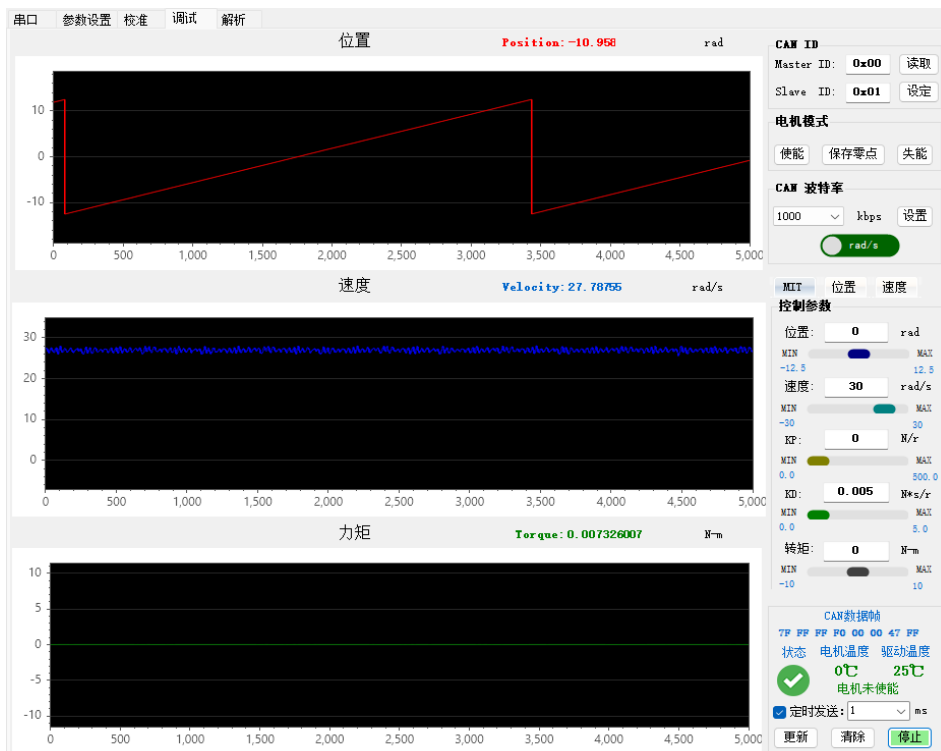 串口 参数设置 校准 调试 解析
位置 Position:-10.958 rad
10
0
-10
0 500 1,000 1,500 2,000 2,500 3,000 3,500 4,000 4,500 5,000
速度 Velocity:27.78755 rad/s
30
20
10
0
0 500 1,000 1,500 2,000 2,500 3,000 3,500 4,000 4,500 5,000
力矩 Torque:0.007326007 N-m
10
5
0
-5
-10
0 500 1,000 1,500 2,000 2,500 3,000 3,500 4,000 4,500 5,000
CAN ID
Master ID: 0x00 读取
Slave ID: 0x01 设定
电机模式
使能 保存零点 失能
CAN 波特率
1000 kbps 设置
rad/s
MIT 位置 速度
控制参数
位置: 0 rad
MIN MAX
-12.5 12.5
速度: 30 rad/s
MIN MAX
-30 30
KP: 0 N/r
MIN MAX
0.0 500.0
KD: 0.005 N*s/r
MIN MAX
0.0 5.0
转矩: 0 N-m
MIN MAX
-10 10
CAN数据帧
7F FF FF F0 00 00 47 FF
状态 电机温度 驱动温度
0℃ 25℃
电机未使能
定时发送: 1 ms
更新 清除 停止